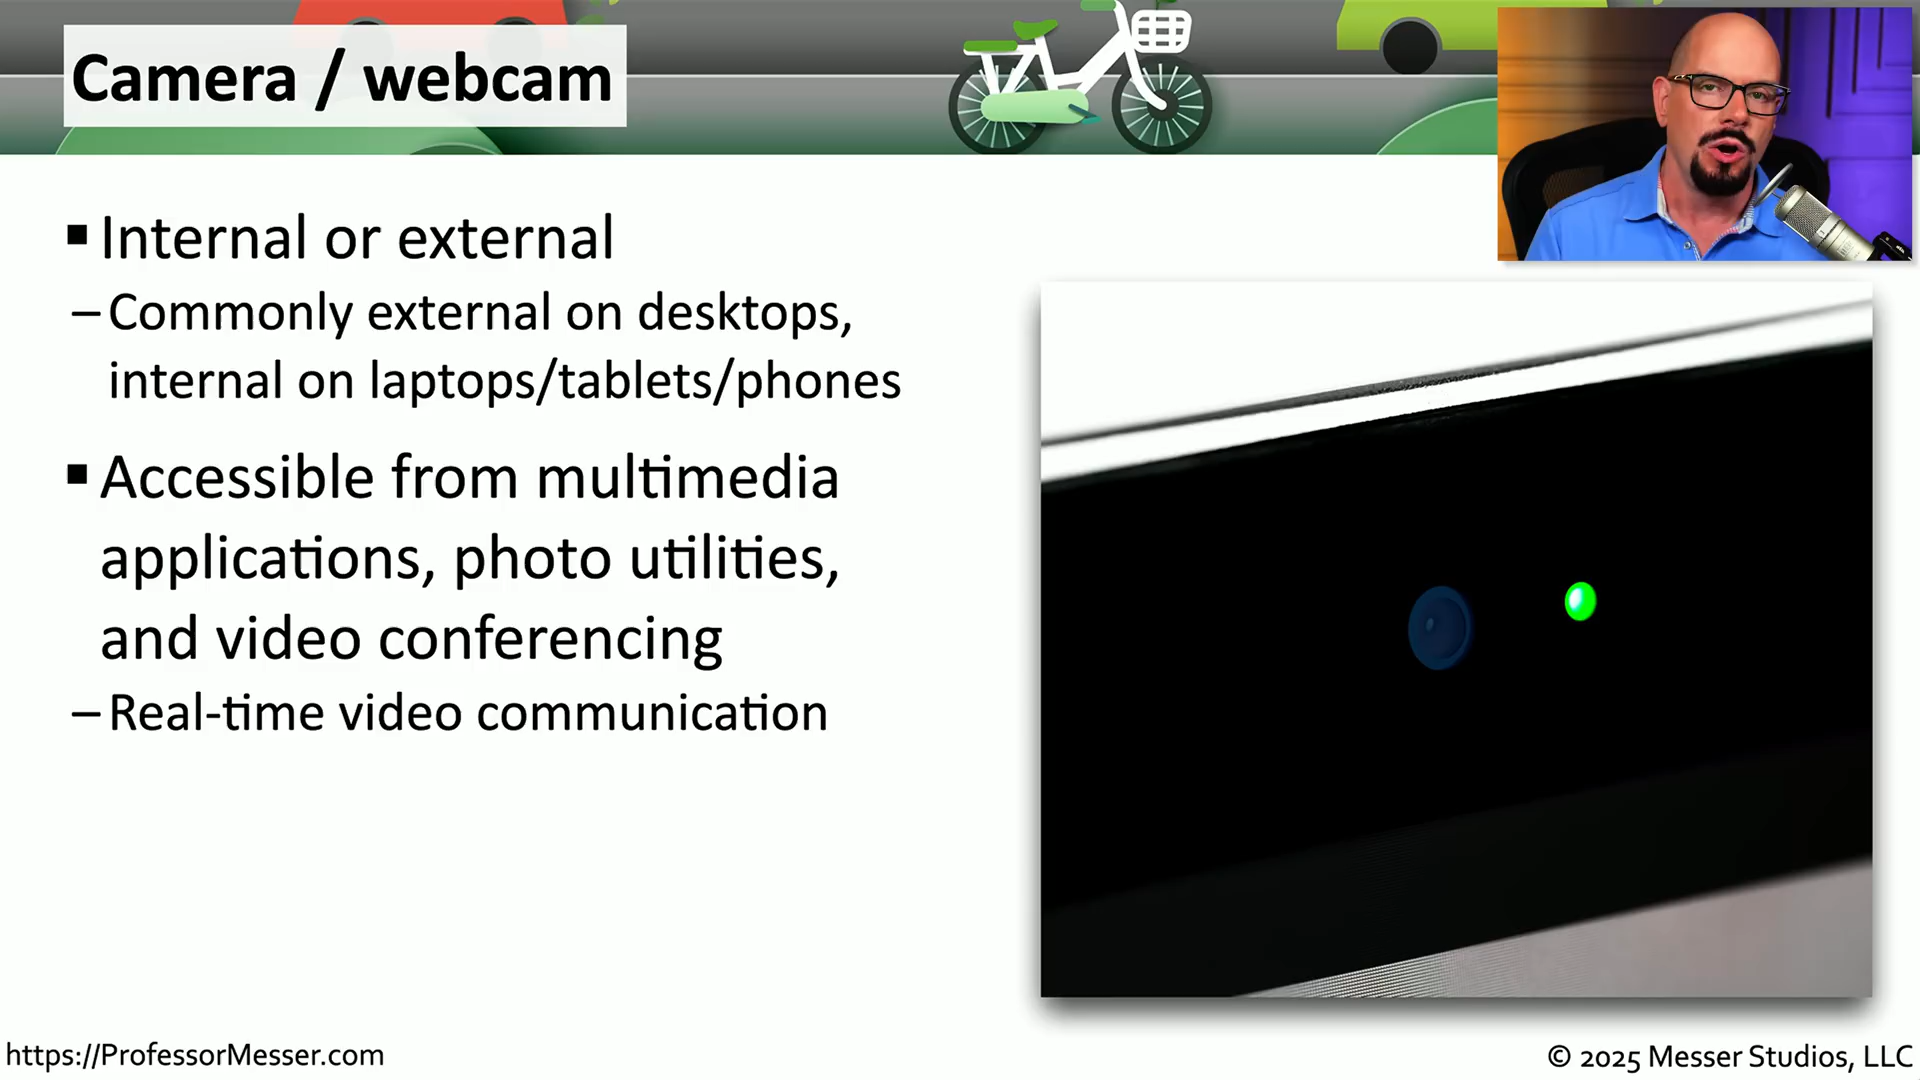 Camera / webcam
▪ Internal or external
– Commonly external on desktops,
internal on laptops/tablets/phones
▪ Accessible from multimedia
applications, photo utilities,
and video conferencing
– Real-time video communication
https://ProfessorMesser.com
© 2025 Messer Studios, LLC